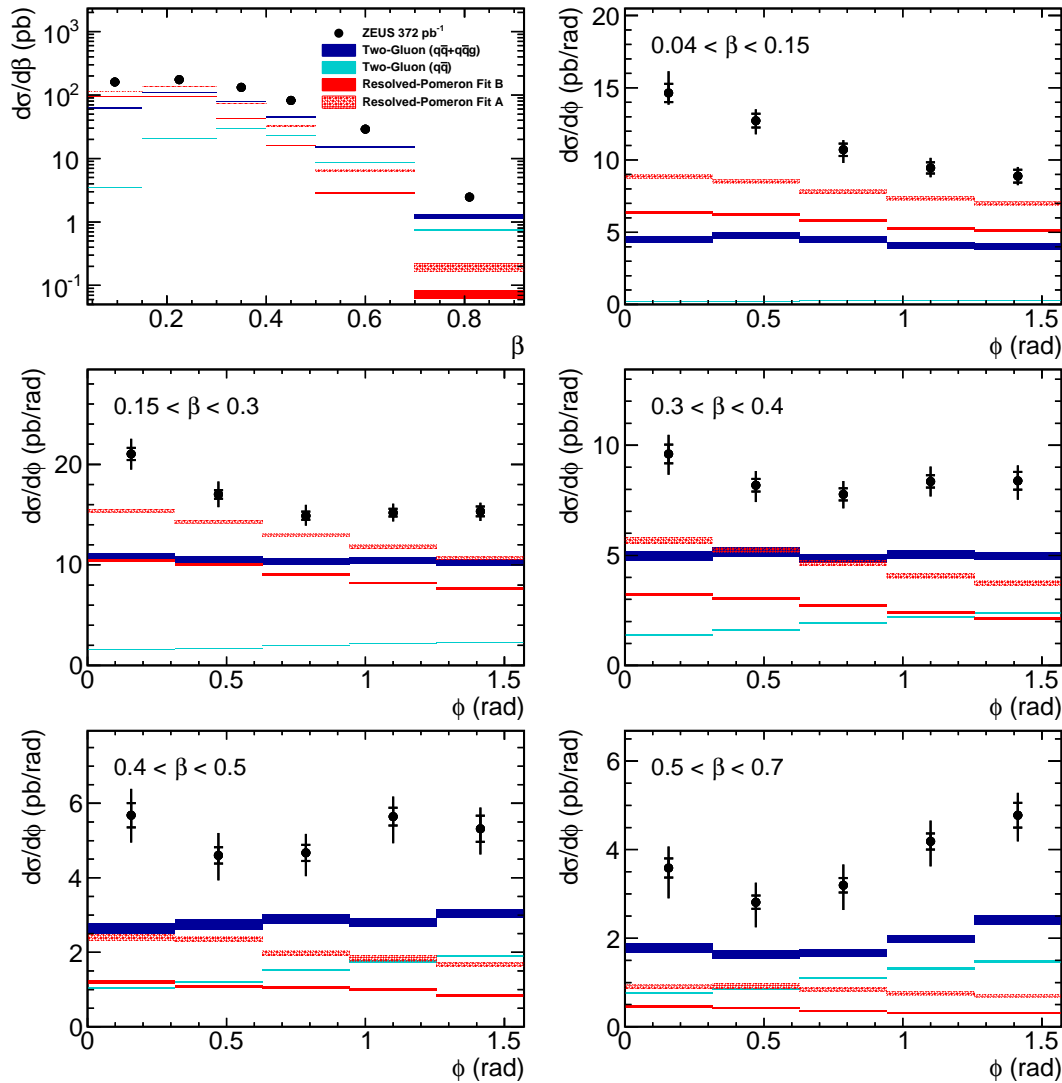 dσ/dβ (pb)
10³
10²
10
1
10⁻¹
0.2 0.4 0.6 0.8
β
ZEUS 372 pb⁻¹
Two-Gluon (qq̅+qq̅g)
Two-Gluon (qq̅)
Resolved-Pomeron Fit B
Resolved-Pomeron Fit A
dσ/dϕ (pb/rad)
0.04 < β < 0.15
20
15
10
5
0
0 0.5 1 1.5
ϕ (rad)
dσ/dϕ (pb/rad)
0.15 < β < 0.3
20
10
0
0 0.5 1 1.5
ϕ (rad)
dσ/dϕ (pb/rad)
0.3 < β < 0.4
10
5
0
0 0.5 1 1.5
ϕ (rad)
dσ/dϕ (pb/rad)
0.4 < β < 0.5
6
4
2
0
0 0.5 1 1.5
ϕ (rad)
dσ/dϕ (pb/rad)
0.5 < β < 0.7
6
4
2
0
0 0.5 1 1.5
ϕ (rad)